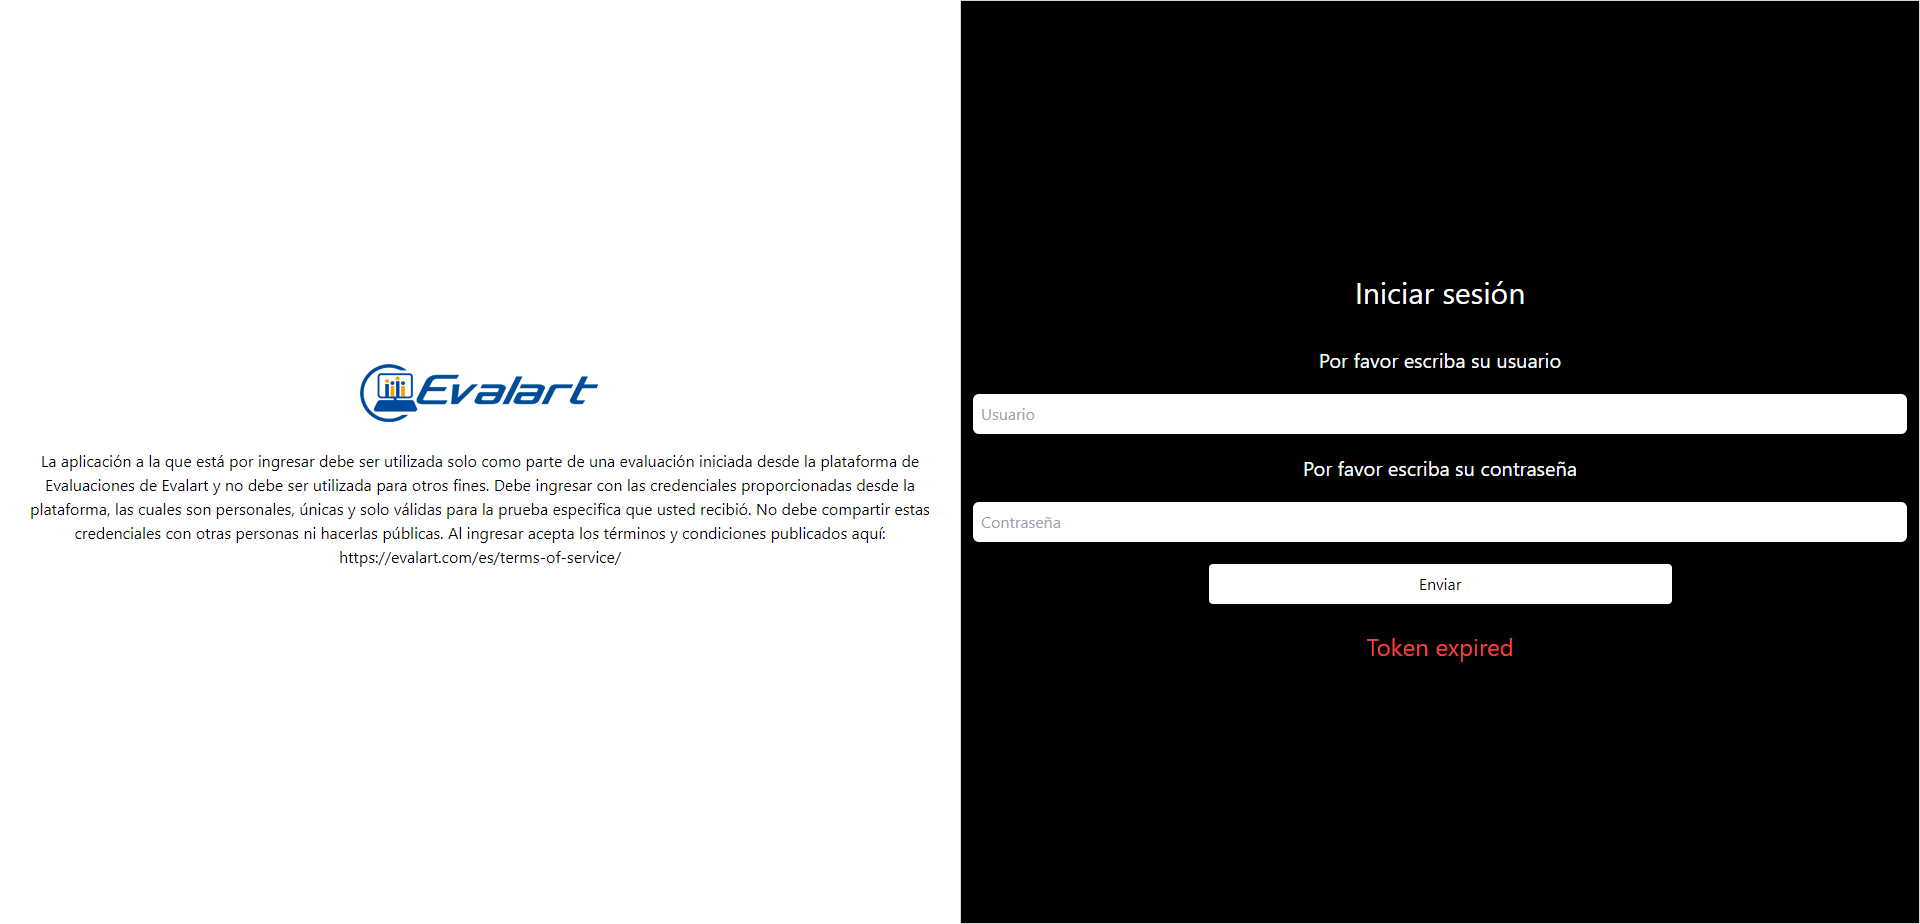 Evalart
La aplicación a la que está por ingresar debe ser utilizada solo como parte de una evaluación iniciada desde la plataforma de
Evaluaciones de Evalart y no debe ser utilizada para otros fines. Debe ingresar con las credenciales proporcionadas desde la
plataforma, las cuales son personales, únicas y solo válidas para la prueba especifica que usted recibió. No debe compartir estas
credenciales con otras personas ni hacerlas públicas. Al ingresar acepta los términos y condiciones publicados aquí:
https://evalart.com/es/terms-of-service/
Iniciar sesión
Por favor escriba su usuario
Usuario
Por favor escriba su contraseña
Contraseña
Enviar
Token expired